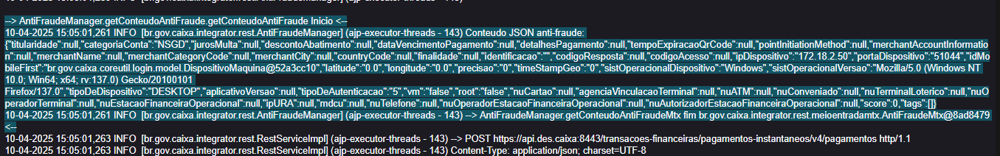 --> AntiFraudeManager.getConteudoAntiFraude.getConteudoAntiFraude Inicio <--
10-04-2025 15:05:01,261 INFO [br.gov.caixa.integrator.rest.AntiFraudeManager] (ajp-executor-threads - 143) Conteudo JSON anti-fraude:
{"titularidade":null,"categoriaConta":"NSGD","jurosMulta":null,"descontoAbatimento":null,"dataVencimentoPagamento":null,"detalhesPagamento":null,"tempoExpiracaoQrCode":null,"pointInitiationMethod":null,"merchantAccountInformatio
n":null,"merchantName":null,"merchantCategoryCode":null,"merchantCity":null,"countryCode":null,"finalidade":null,"identificacao":"","codigoResposta":null,"codigoAcesso":null,"ipDispositivo":"172.18.2.50","portaDispositivo":"51044","idMo
bileFirst":"br.gov.caixa.coreutil.login.model.DispositivoMaquina@52a3cc10","latitude":"0.0","longitude":"0.0","precisao":"0","timeStampGeo":"0","sistOperacionalDispositivo":"Windows","sistOperacionalVersao":"Mozilla/5.0 (Windows NT
10.0; Win64; x64; rv:137.0) Gecko/20100101
Firefox/137.0","tipoDeDispositivo":"DESKTOP","aplicativoVersao":null,"tipoDeAutenticacao":"5","vm":"false","root":"false","nuCartao":null,"agenciaVinculacaoTerminal":null,"nuATM":null,"nuConveniado":null,"nuTerminalLoterico":null,"nuO
peradorTerminal":null,"nuEstacaoFinanceiraOperacional":null,"ipURA":null,"mdcu":null,"nuTelefone":null,"nuOperadorEstacaoFinanceiraOperacional":null,"nuAutorizadorEstacaoFinanceiraOperacional":null,"score":0,"tags":[]}
10-04-2025 15:05:01,261 INFO [br.gov.caixa.integrator.rest.AntiFraudeManager] (ajp-executor-threads - 143) --> AntiFraudeManager.getConteudoAntiFraudeMtx fim br.gov.caixa.integrator.rest.meioentradamtx.AntiFraudeMtx@8ad8479
<--
10-04-2025 15:05:01,263 INFO [br.gov.caixa.integrator.rest.RestServiceImpl] (ajp-executor-threads - 143) --> POST https://api.des.caixa:8443/transacoes-financeiras/pagamentos-instantaneos/v4/pagamentos http/1.1
10-04-2025 15:05:01,263 INFO [br.gov.caixa.integrator.rest.RestServiceImpl] (ajp-executor-threads - 143) Content-Type: application/json; charset=UTF-8